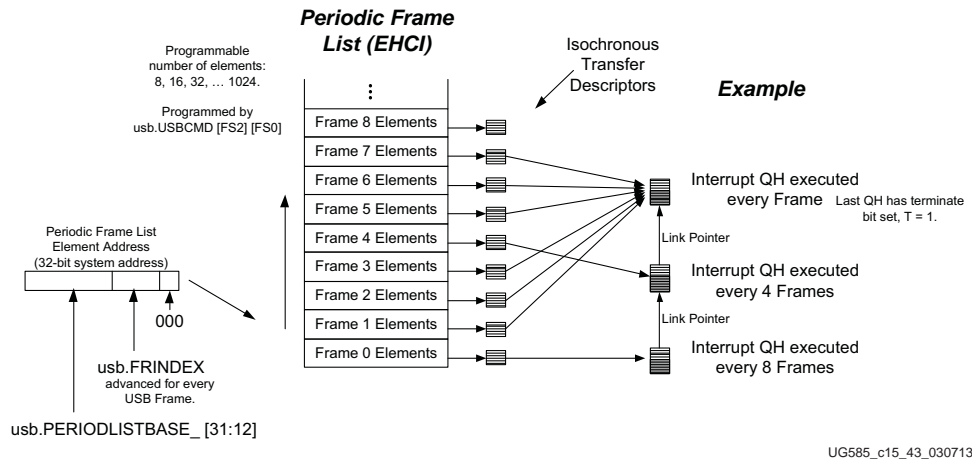 Periodic Frame
List (EHCI)
Programmable
number of elements:
8, 16, 32, … 1024.
Programmed by
usb.USBCMD [FS2] [FS0]
Isochronous
Transfer
Descriptors
Example
⋮
Frame 8 Elements
Frame 7 Elements
Frame 6 Elements
Frame 5 Elements
Frame 4 Elements
Frame 3 Elements
Frame 2 Elements
Frame 1 Elements
Frame 0 Elements
Interrupt QH executed
every Frame
Last QH has terminate
bit set, T = 1.
Link Pointer
Interrupt QH executed
every 4 Frames
Link Pointer
Interrupt QH executed
every 8 Frames
Periodic Frame List
Element Address
(32-bit system address)
000
usb.FRINDEX
advanced for every
USB Frame.
usb.PERIODLISTBASE_ [31:12]
UG585_c15_43_030713